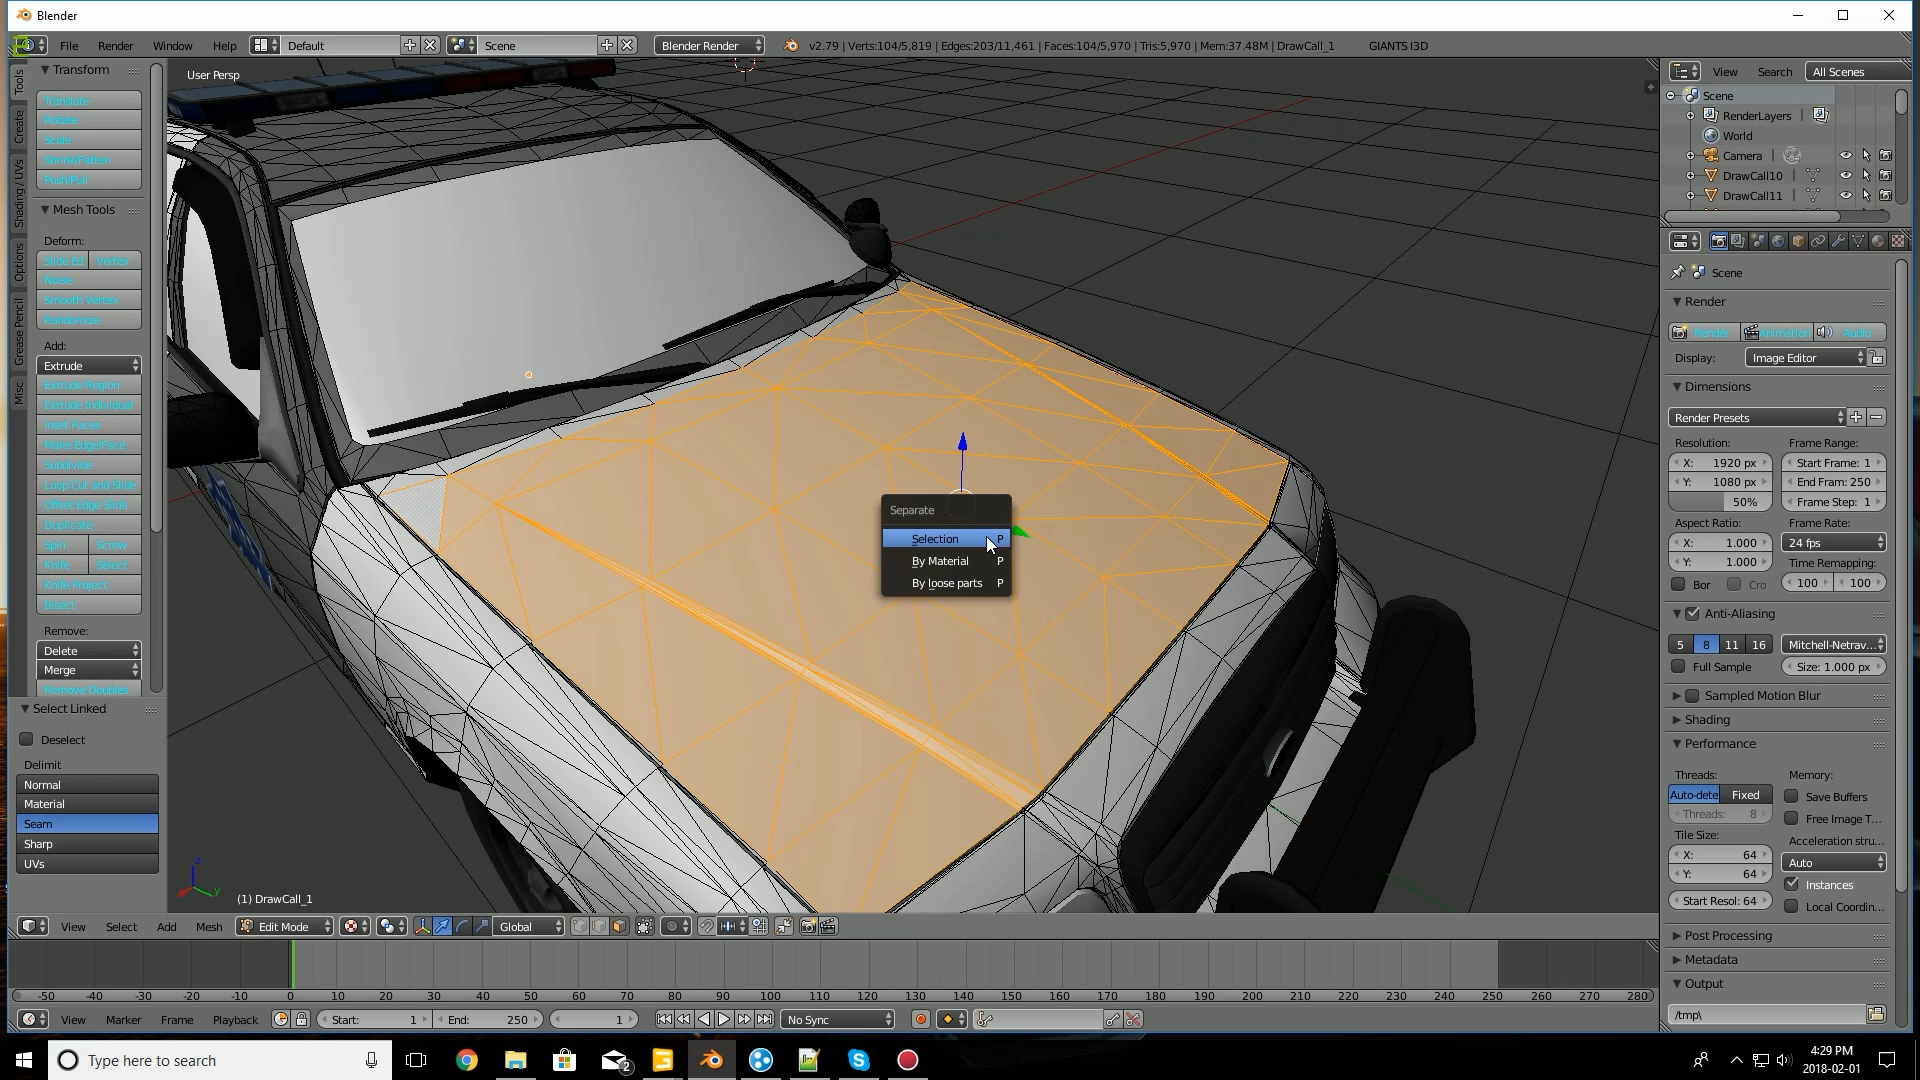 Blender
File Render Window Help Default Scene Blender Render v2.79 | Verts:104/5,819 | Edges:203/11,461 | Faces:104/5,970 | Tris:5,970 | Mem:37.48M | DrawCall_1 GIANTS I3D
Tools
Create
Shading / UVs
Options
Grease Pencil
Misc
Transform
Translate
Rotate
Scale
Shrink/Fatten
Push/Pull
Mesh Tools
Deform:
Slide Ed Vertex
Noise
Smooth Vertex
Randomize
Add:
Extrude
Extrude Region
Extrude Individual
Inset Faces
Make Edge/Face
Subdivide
Loop Cut and Slide
Offset Edge Slide
Duplicate
Spin Screw
Knife Select
Knife Project
Bisect
Remove:
Delete
Merge
Remove Doubles
Select Linked
Deselect
Delimit
Normal
Material
Seam
Sharp
UVs
User Persp
Separate
Selection P
By Material P
By loose parts P
z
y
(1) DrawCall_1
View Select Add Mesh Edit Mode Global
-50 -40 -30 -20 -10 0 10 20 30 40 50 60 70 80 90 100 110 120 130 140 150 160 170 180 190 200 210 220 230 240 250 260 270 280
View Marker Frame Playback Start: 1 End: 250 1 No Sync
View Search All Scenes
Scene
RenderLayers
World
Camera
DrawCall10
DrawCall11
Scene
Render
Render Animation Audio
Display: Image Editor
Dimensions
Render Presets
Resolution: Frame Range:
X: 1920 px Start Frame: 1
Y: 1080 px End Fram: 250
50% Frame Step: 1
Aspect Ratio: Frame Rate:
X: 1.000 24 fps
Y: 1.000 Time Remapping:
Bor Cro 100 100
Anti-Aliasing
5 8 11 16 Mitchell-Netrav...
Full Sample Size: 1.000 px
Sampled Motion Blur
Shading
Performance
Threads: Memory:
Auto-dete Fixed Save Buffers
Threads: 8 Free Image T...
Tile Size: Acceleration stru...
X: 64 Auto
Y: 64 Instances
Start Resol: 64 Local Coordin...
Post Processing
Metadata
Output
/tmp\
Type here to search 2 4:29 PM
2018-02-01